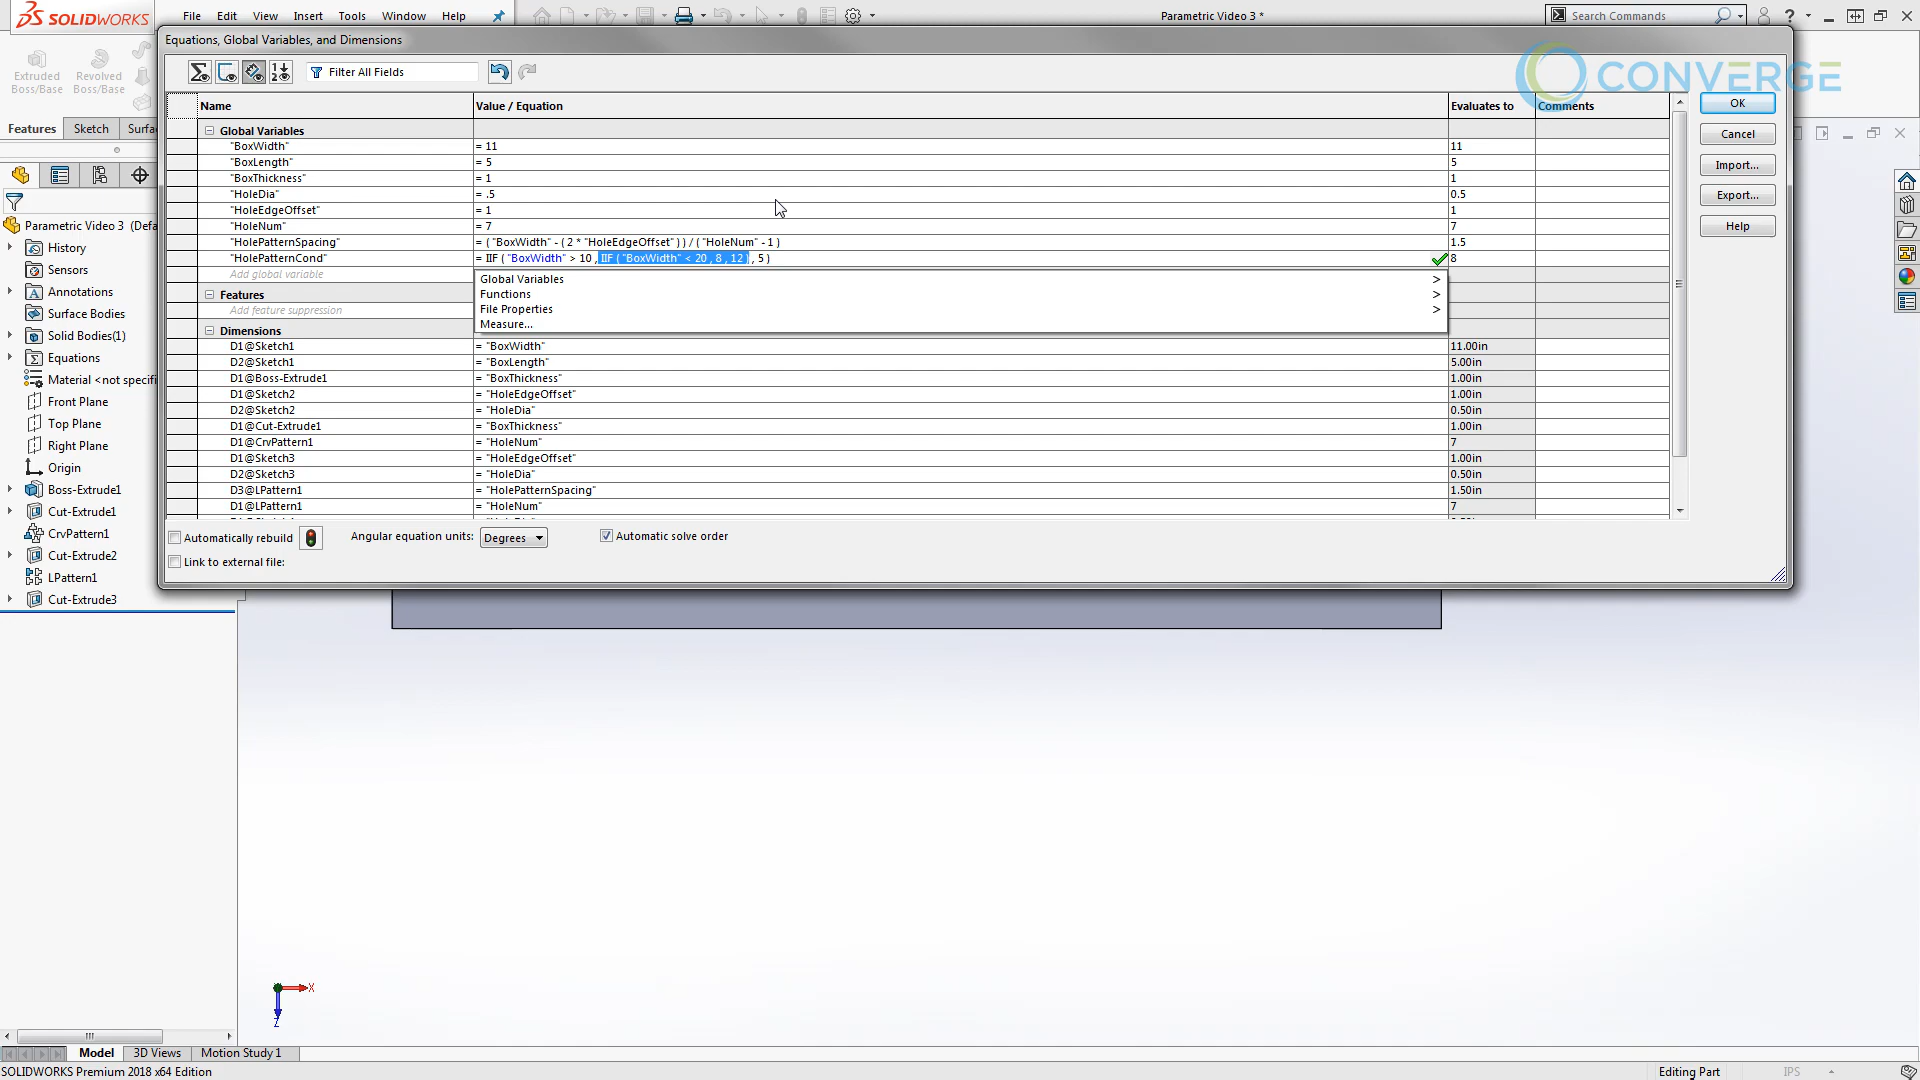 SOLIDWORKS
File Edit View Insert Tools Window Help
Parametric Video 3 *
Search Commands
Extruded Boss/Base
Revolved Boss/Base
Features Sketch Surfa
Equations, Global Variables, and Dimensions
Filter All Fields
CONVERGE
Name Value / Equation Evaluates to Comments
Global Variables
"BoxWidth" = 11 11
"BoxLength" = 5 5
"BoxThickness" = 1 1
"HoleDia" = .5 0.5
"HoleEdgeOffset" = 1 1
"HoleNum" = 7 7
"HolePatternSpacing" = ( "BoxWidth" - ( 2 * "HoleEdgeOffset" ) ) / ( "HoleNum" - 1 ) 1.5
"HolePatternCond" = IIF ( "BoxWidth" > 10 , IIF ( "BoxWidth" < 20 , 8 , 12 ) , 5 ) 8
Add global variable
Features
Add feature suppression
Global Variables >
Functions >
File Properties >
Measure...
Dimensions
D1@Sketch1 = "BoxWidth" 11.00in
D2@Sketch1 = "BoxLength" 5.00in
D1@Boss-Extrude1 = "BoxThickness" 1.00in
D1@Sketch2 = "HoleEdgeOffset" 1.00in
D2@Sketch2 = "HoleDia" 0.50in
D1@Cut-Extrude1 = "BoxThickness" 1.00in
D1@CrvPattern1 = "HoleNum" 7
D1@Sketch3 = "HoleEdgeOffset" 1.00in
D2@Sketch3 = "HoleDia" 0.50in
D3@LPattern1 = "HolePatternSpacing" 1.50in
D1@LPattern1 = "HoleNum" 7
OK
Cancel
Import...
Export...
Help
Automatically rebuild
Angular equation units: Degrees
Automatic solve order
Link to external file:
Parametric Video 3 (Defa
History
Sensors
Annotations
Surface Bodies
Solid Bodies(1)
Equations
Material <not specifi
Front Plane
Top Plane
Right Plane
Origin
Boss-Extrude1
Cut-Extrude1
CrvPattern1
Cut-Extrude2
LPattern1
Cut-Extrude3
X
Z
Model 3D Views Motion Study 1
SOLIDWORKS Premium 2018 x64 Edition
Editing Part
IPS